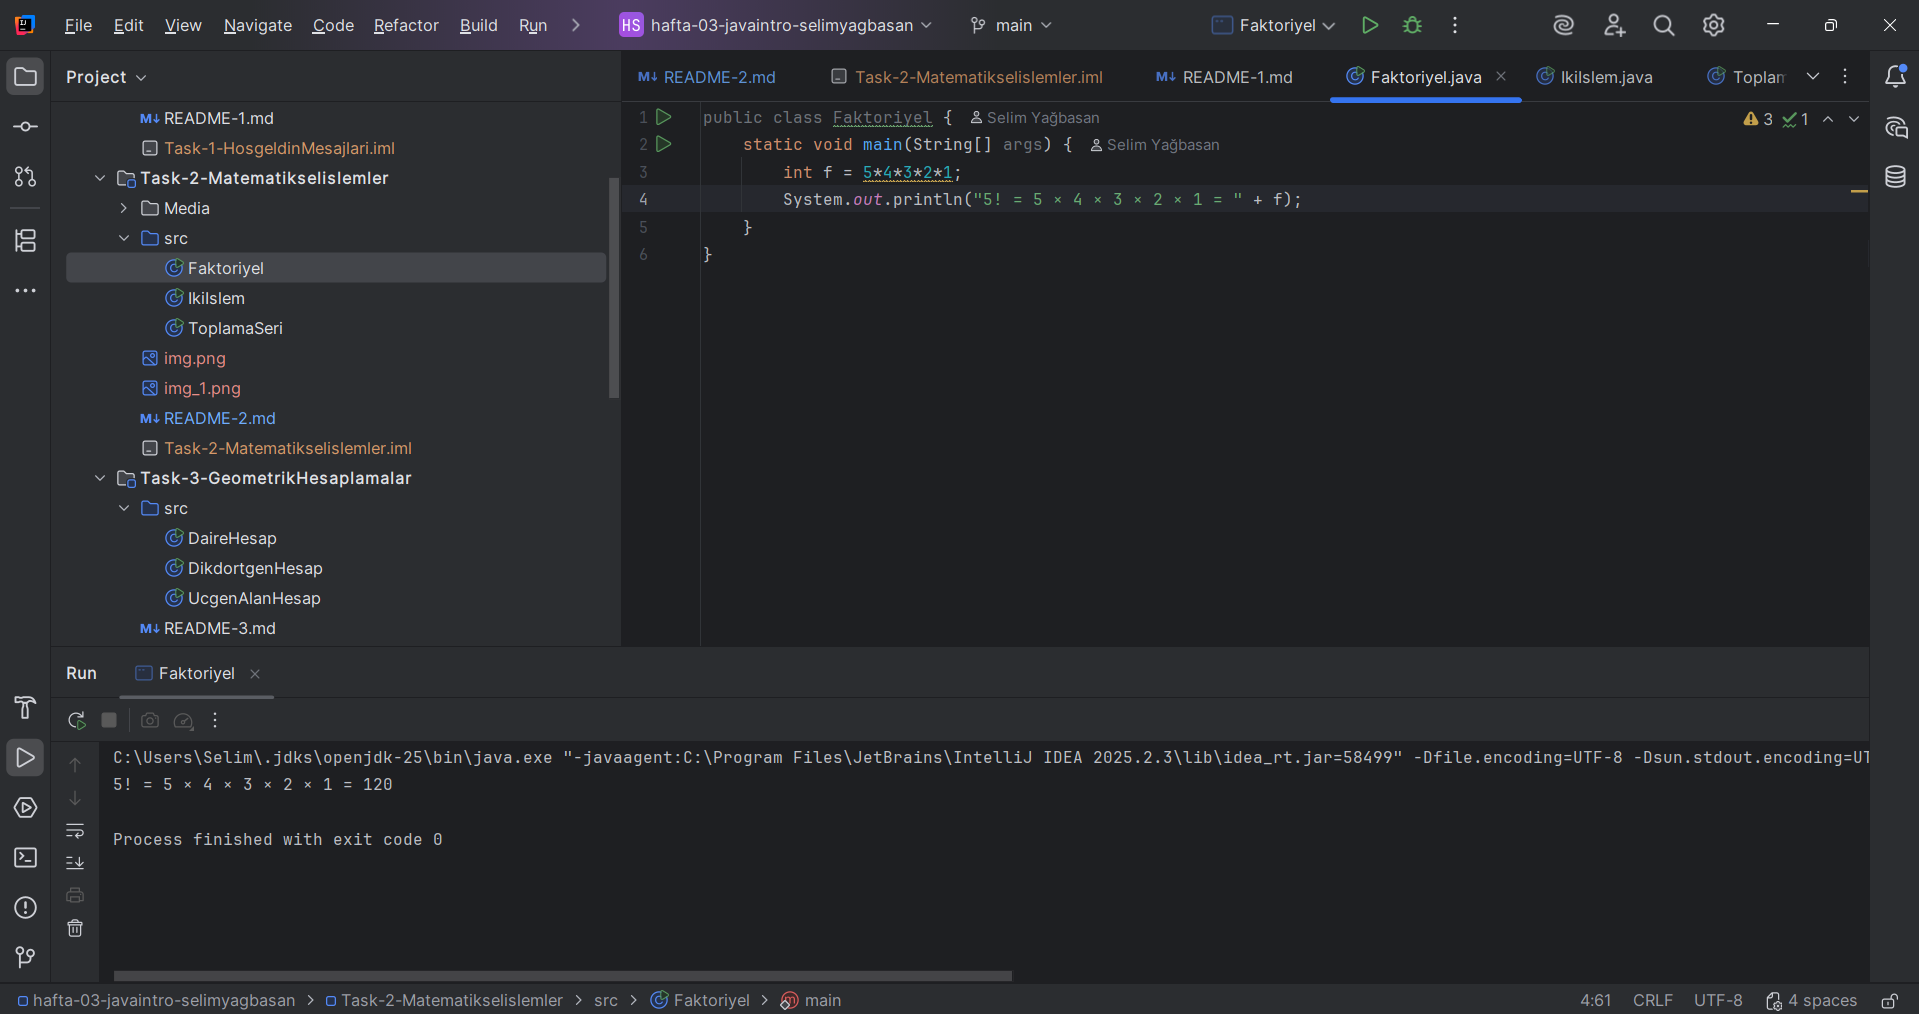 File Edit View Navigate Code Refactor Build Run HS hafta-03-javaintro-selimyagbasan main Faktoriyel
Project
README-1.md
Task-1-HosgeldinMesajlari.iml
Task-2-MatematikselIslemler
Media
src
Faktoriyel
IkiIslem
ToplamaSeri
img.png
img_1.png
README-2.md
Task-2-MatematikselIslemler.iml
Task-3-GeometrikHesaplamalar
src
DaireHesap
DikdortgenHesap
UcgenAlanHesap
README-3.md
README-2.md Task-2-MatematikselIslemler.iml README-1.md Faktoriyel.java IkiIslem.java Toplam
1 public class Faktoriyel { Selim Yağbasan
2 static void main(String[] args) { Selim Yağbasan
3 int f = 5*4*3*2*1;
4 System.out.println("5! = 5 × 4 × 3 × 2 × 1 = " + f);
5 }
6 }
3 1
Run Faktoriyel
C:\Users\Selim\.jdks\openjdk-25\bin\java.exe "-javaagent:C:\Program Files\JetBrains\IntelliJ IDEA 2025.2.3\lib\idea_rt.jar=58499" -Dfile.encoding=UTF-8 -Dsun.stdout.encoding=UT
5! = 5 × 4 × 3 × 2 × 1 = 120
Process finished with exit code 0
hafta-03-javaintro-selimyagbasan > Task-2-MatematikselIslemler > src > Faktoriyel > main 4:61 CRLF UTF-8 4 spaces